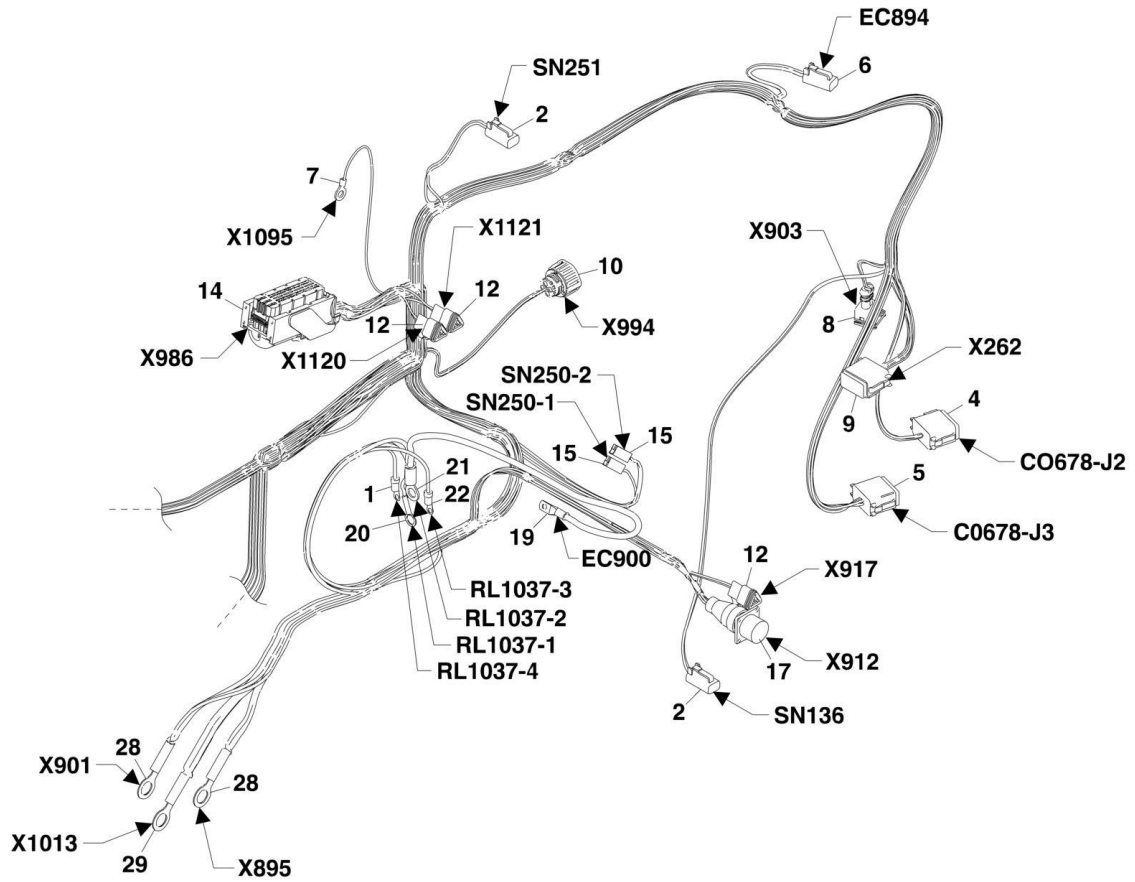 EC894
6
SN251
2
7
X1095
X1121
X903
10
14
12
12
8
X994
X986
X1120
X262
SN250-2
4
SN250-1
9
15
15
CO678-J2
21
5
1
22
20
19
C0678-J3
EC900
12
RL1037-3
X917
RL1037-2
RL1037-1
X912
RL1037-4
17
2
SN136
28
X901
28
X1013
29
X895